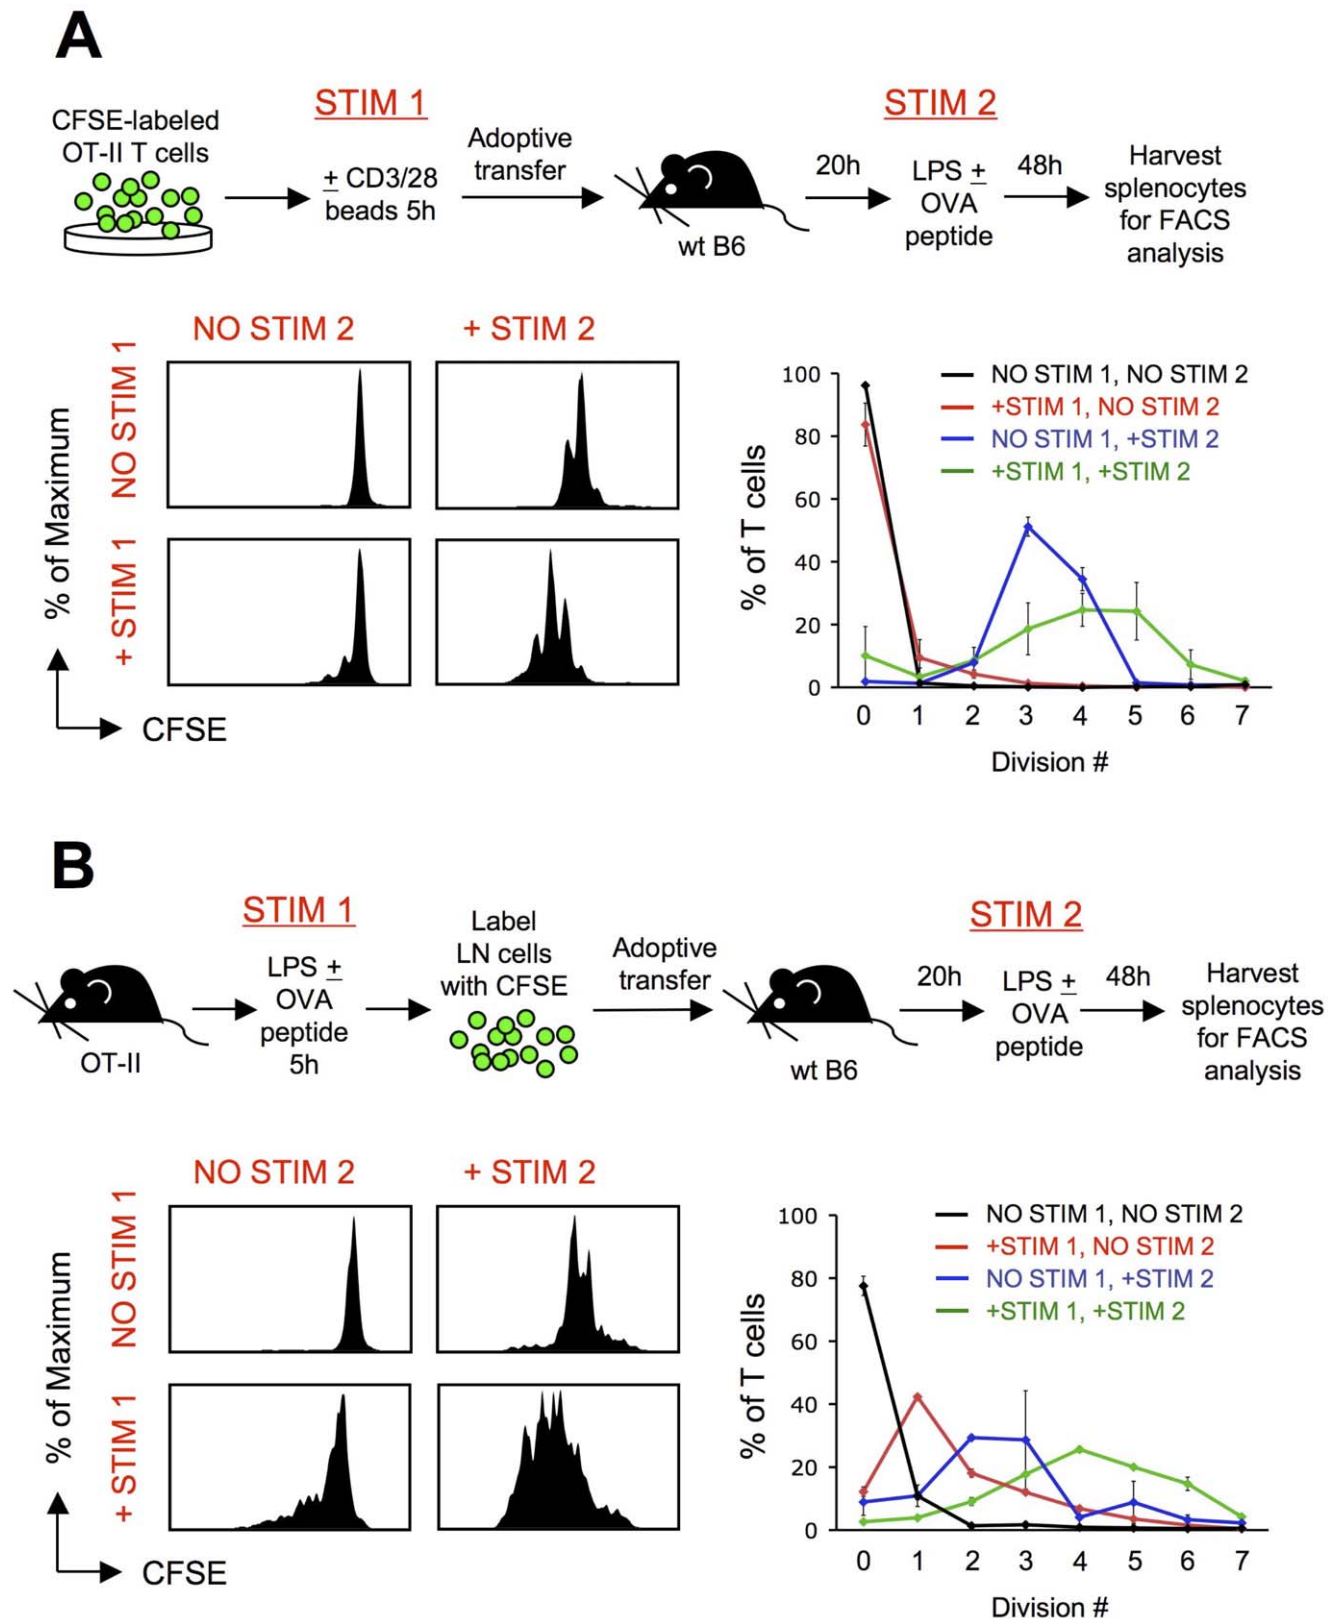 A
STIM 1
STIM 2
CFSE-labeled
OT-II T cells
± CD3/28
beads 5h
Adoptive
transfer
wt B6
20h
LPS ±
OVA
peptide
48h
Harvest
splenocytes
for FACS
analysis
NO STIM 2
+ STIM 2
NO STIM 1
+ STIM 1
% of Maximum
CFSE
NO STIM 1, NO STIM 2
+STIM 1, NO STIM 2
NO STIM 1, +STIM 2
+STIM 1, +STIM 2
% of T cells
100
80
60
40
20
0
0 1 2 3 4 5 6 7
Division #
B
STIM 1
STIM 2
OT-II
LPS ±
OVA
peptide
5h
Label
LN cells
with CFSE
Adoptive
transfer
wt B6
20h
LPS ±
OVA
peptide
48h
Harvest
splenocytes
for FACS
analysis
NO STIM 2
+ STIM 2
NO STIM 1
+ STIM 1
% of Maximum
CFSE
NO STIM 1, NO STIM 2
+STIM 1, NO STIM 2
NO STIM 1, +STIM 2
+STIM 1, +STIM 2
% of T cells
100
80
60
40
20
0
0 1 2 3 4 5 6 7
Division #